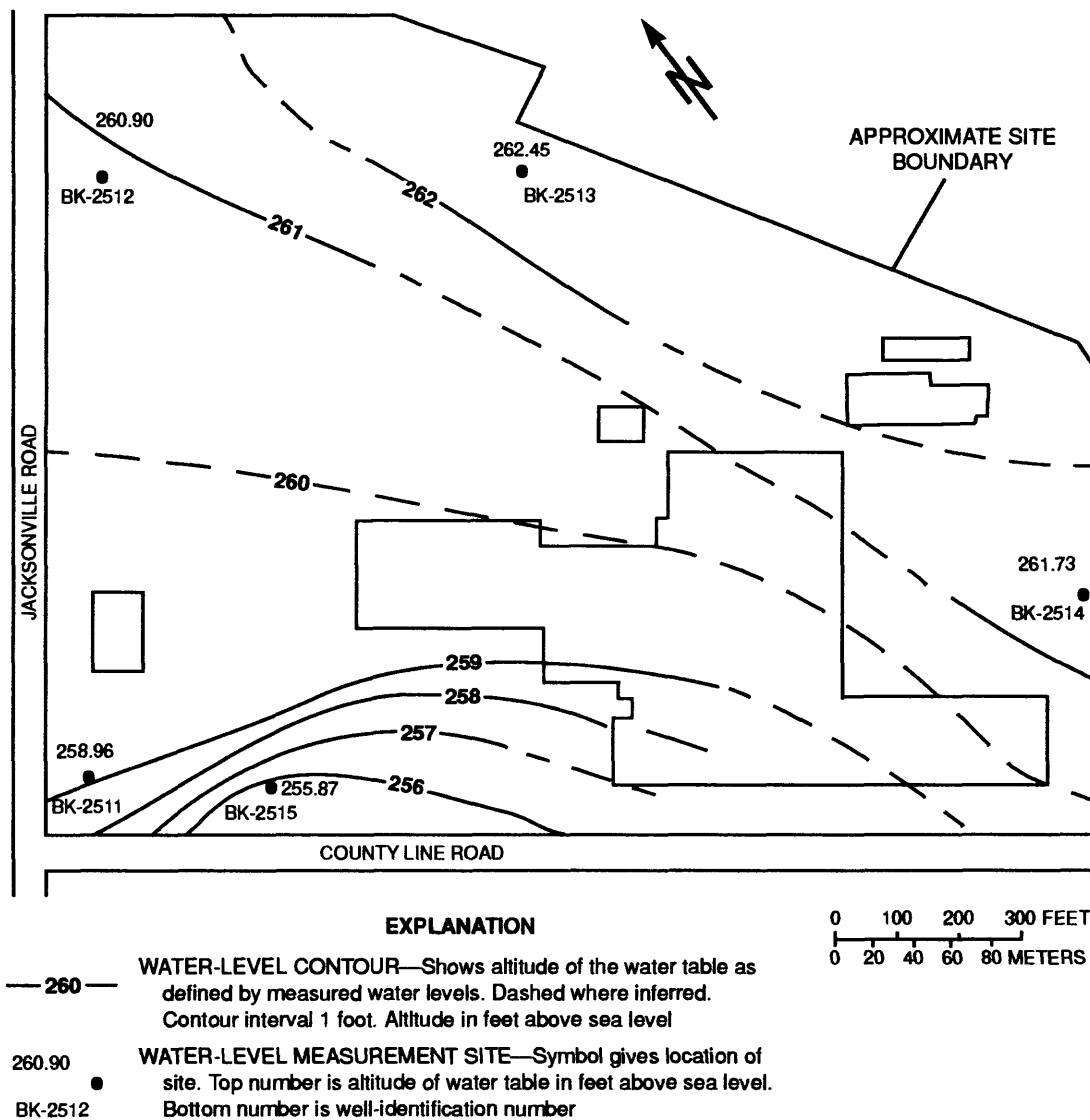 N
260.90
BK-2512
262.45
BK-2513
APPROXIMATE SITE
BOUNDARY
262
261
JACKSONVILLE ROAD
260
261.73
BK-2514
259
258
257
256
258.96
BK-2511
255.87
BK-2515
COUNTY LINE ROAD
EXPLANATION
0 100 200 300 FEET
0 20 40 60 80 METERS
260
WATER-LEVEL CONTOUR—Shows altitude of the water table as
defined by measured water levels. Dashed where inferred.
Contour interval 1 foot. Altitude in feet above sea level
260.90
BK-2512
WATER-LEVEL MEASUREMENT SITE—Symbol gives location of
site. Top number is altitude of water table in feet above sea level.
Bottom number is well-identification number